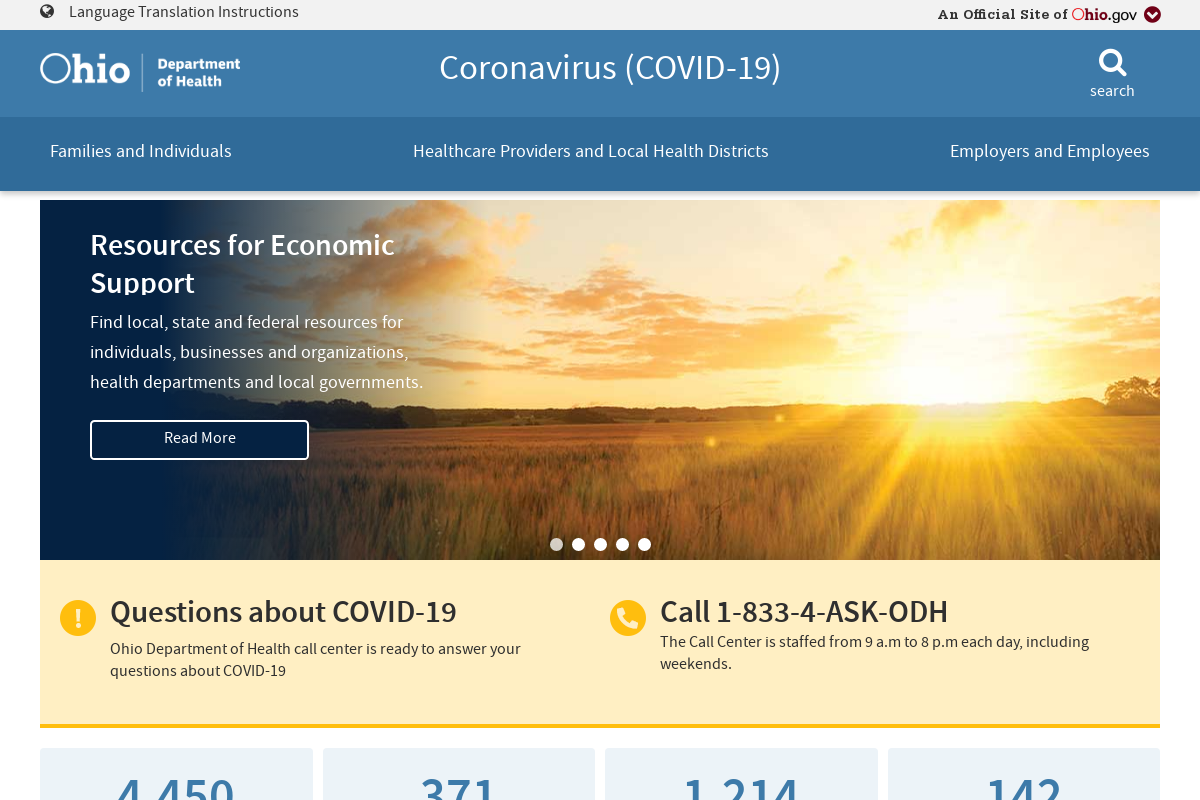 Language Translation Instructions
An Official Site of Ohio.gov
Ohio Department of Health
Coronavirus (COVID-19)
search
Families and Individuals
Healthcare Providers and Local Health Districts
Employers and Employees
Resources for Economic
Support
Find local, state and federal resources for
individuals, businesses and organizations,
health departments and local governments.
Read More
Questions about COVID-19
Ohio Department of Health call center is ready to answer your
questions about COVID-19
Call 1-833-4-ASK-ODH
The Call Center is staffed from 9 a.m to 8 p.m each day, including
weekends.
4,450
371
1,214
142